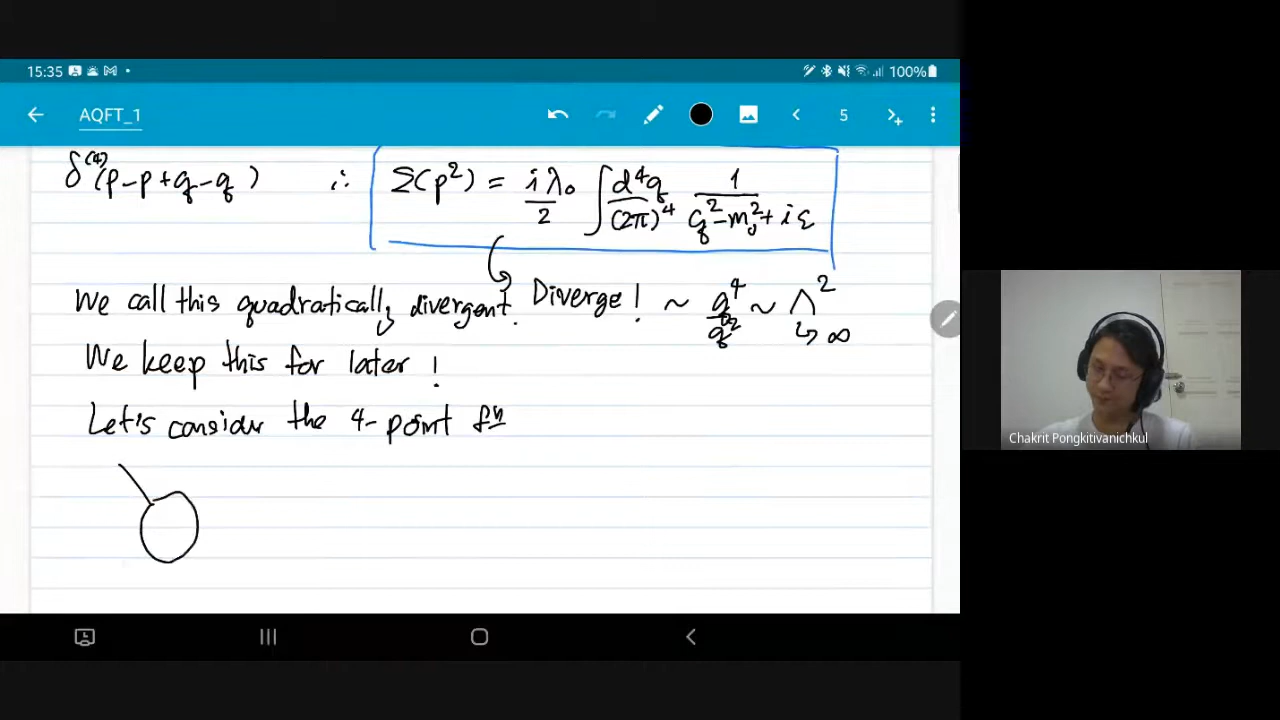 15:35 100%
AQFT_1 5
δ⁽⁴⁾(p-p+q-q) ∴ Σ(p²) = iλ₀/2 ∫ d⁴q/(2π)⁴ 1/(q²-m₀²+iε)
We call this quadratically divergent. Diverge! ~ q⁴/q² ~ Λ²
↳ ∞
We keep this for later!
Let's consider the 4-point fn
Chakrit Pongkitivanichkul